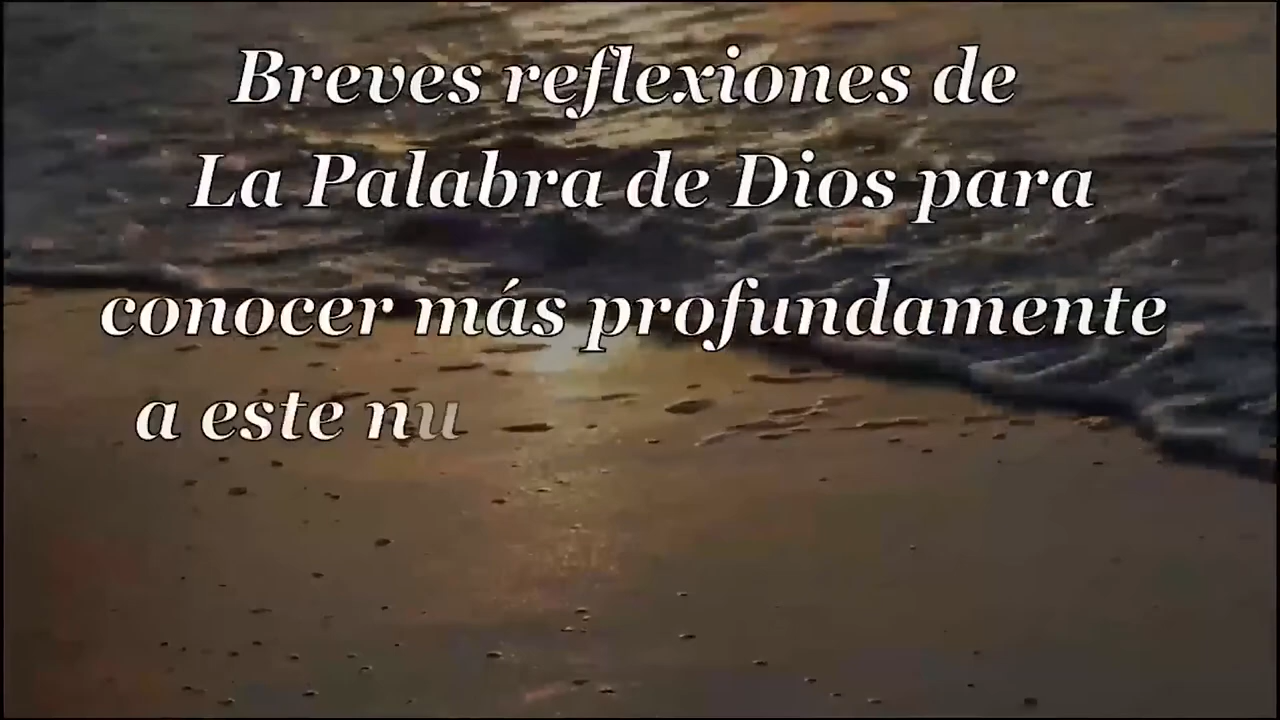 Breves reflexiones de
La Palabra de Dios para
conocer más profundamente
a este nu